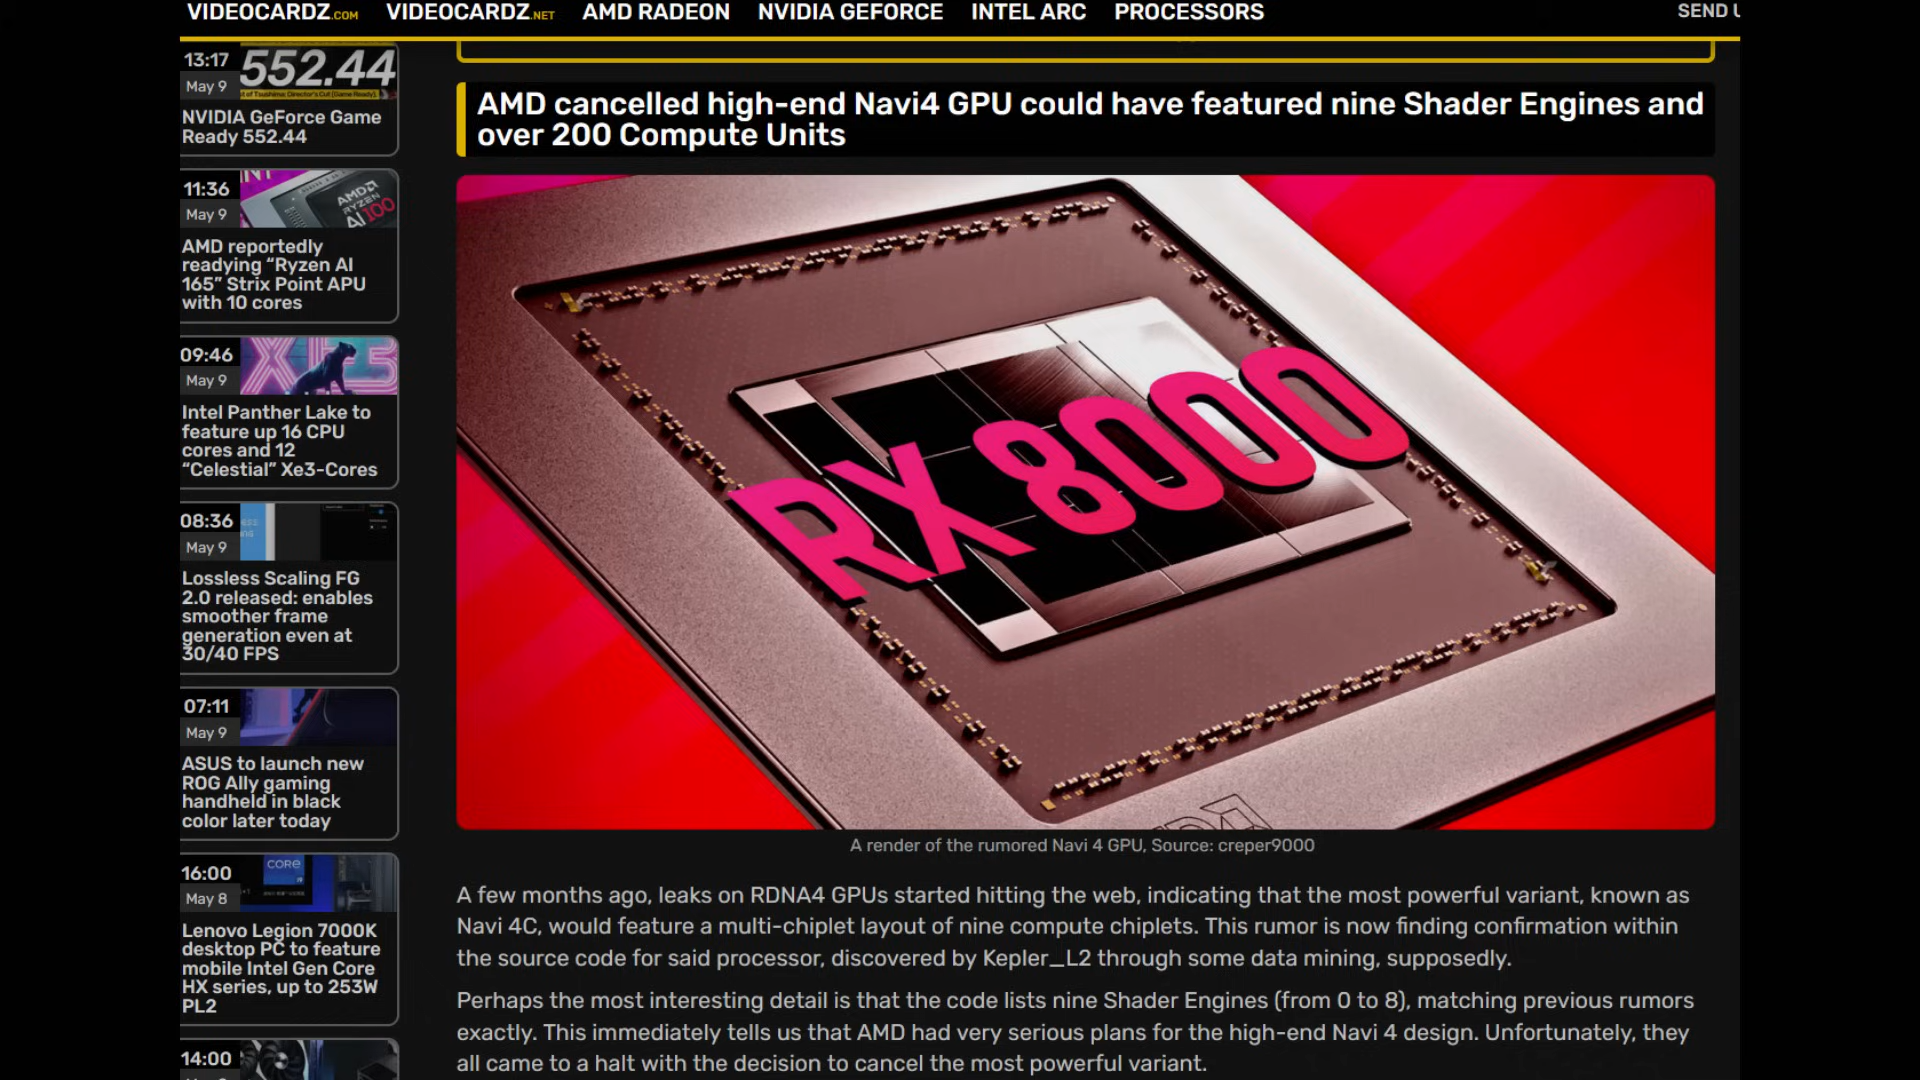 VIDEOCARDZ.COM VIDEOCARDZ.NET AMD RADEON NVIDIA GEFORCE INTEL ARC PROCESSORS SEND
13:17
May 9
552.44
NVIDIA GeForce Game
Ready 552.44
11:36
May 9
AMD
RYZEN
AI 100
AMD reportedly
readying “Ryzen AI
165” Strix Point APU
with 10 cores
09:46
May 9
XE3
Intel Panther Lake to
feature up 16 CPU
cores and 12
“Celestial” Xe3-Cores
08:36
May 9
Lossless Scaling FG
2.0 released: enables
smoother frame
generation even at
30/40 FPS
07:11
May 9
ASUS to launch new
ROG Ally gaming
handheld in black
color later today
16:00
May 8
CORE
Lenovo Legion 7000K
desktop PC to feature
mobile Intel Gen Core
HX series, up to 253W
PL2
14:00
AMD cancelled high-end Navi4 GPU could have featured nine Shader Engines and
over 200 Compute Units
RX 8000
A render of the rumored Navi 4 GPU, Source: creper9000
A few months ago, leaks on RDNA4 GPUs started hitting the web, indicating that the most powerful variant, known as
Navi 4C, would feature a multi-chiplet layout of nine compute chiplets. This rumor is now finding confirmation within
the source code for said processor, discovered by Kepler_L2 through some data mining, supposedly.
Perhaps the most interesting detail is that the code lists nine Shader Engines (from 0 to 8), matching previous rumors
exactly. This immediately tells us that AMD had very serious plans for the high-end Navi 4 design. Unfortunately, they
all came to a halt with the decision to cancel the most powerful variant.